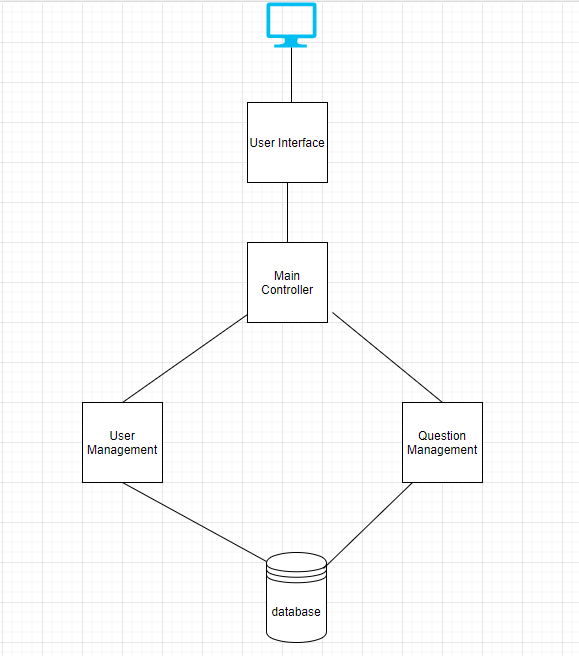 User Interface
Main
Controller
User
Management
Question
Management
database